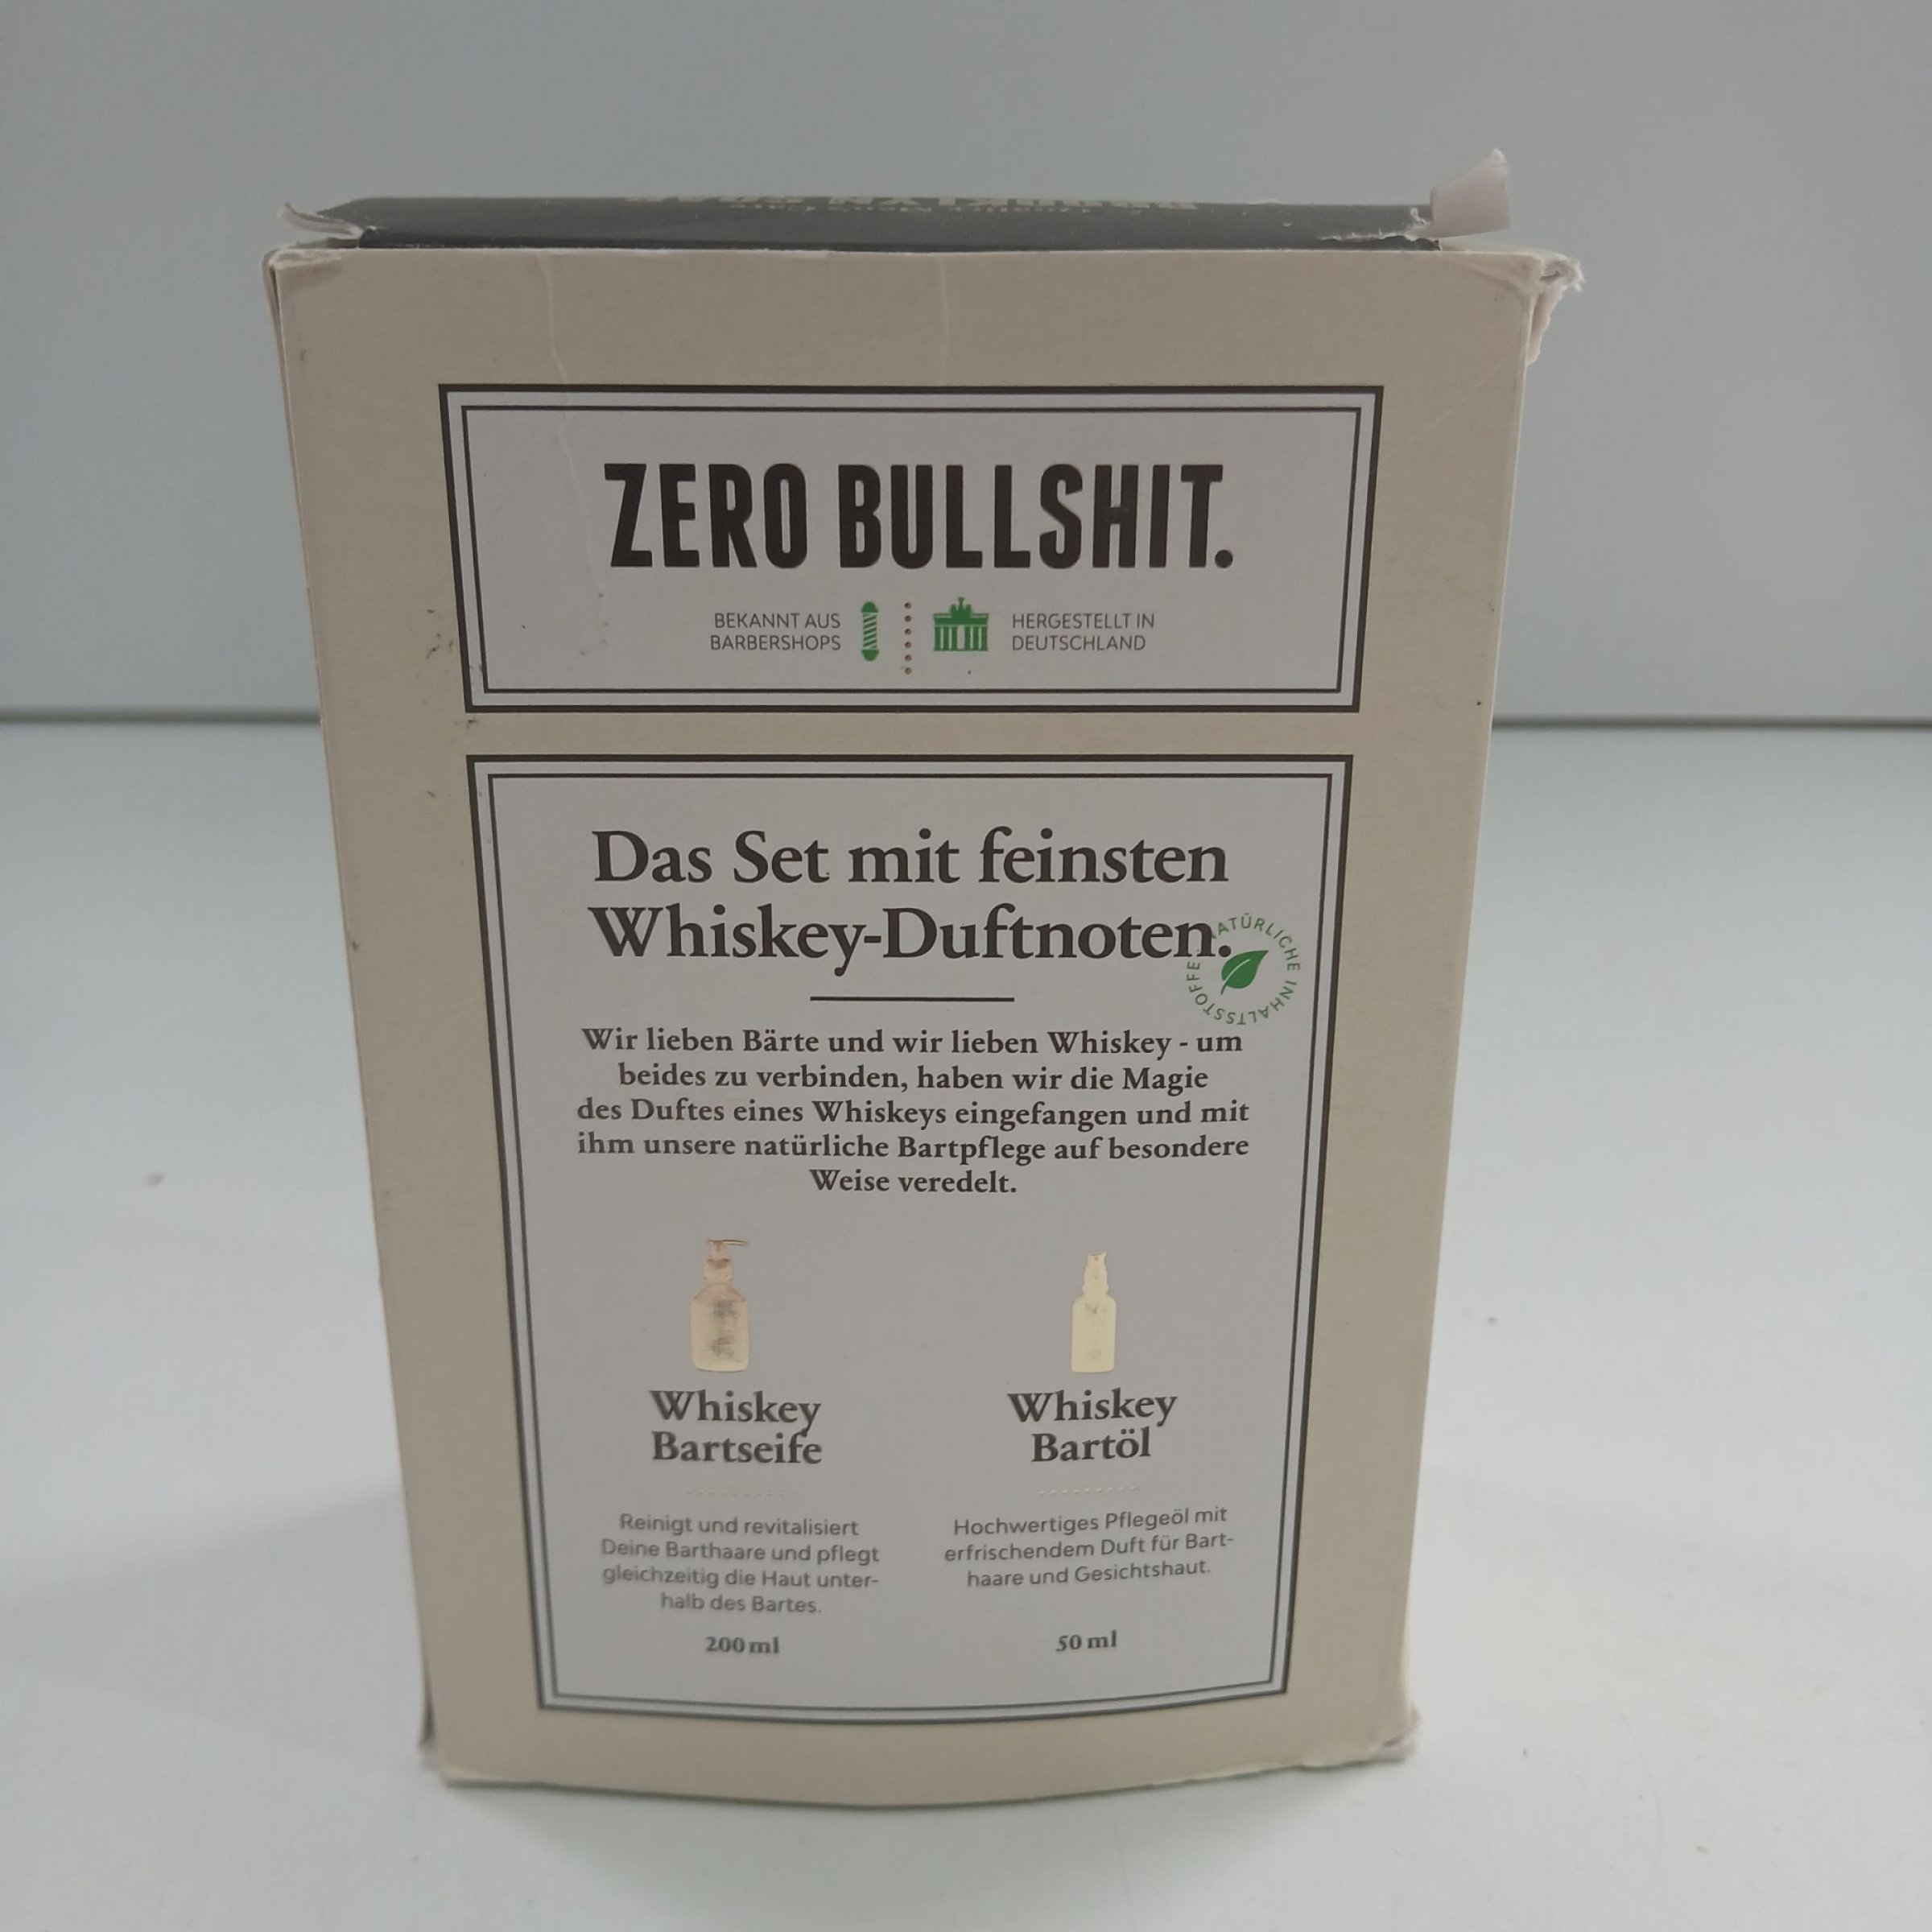 ZERO BULLSHIT.
BEKANNT AUS
BARBERSHOPS
HERGESTELLT IN
DEUTSCHLAND
Das Set mit feinsten
Whiskey-Duftnoten.
NATÜRLICHE INHALTSSTOFFE
Wir lieben Bärte und wir lieben Whiskey - um
beides zu verbinden, haben wir die Magie
des Duftes eines Whiskeys eingefangen und mit
ihm unsere natürliche Bartpflege auf besondere
Weise veredelt.
Whiskey
Bartseife
Reinigt und revitalisiert
Deine Barthaare und pflegt
gleichzeitig die Haut unter-
halb des Bartes.
200 ml
Whiskey
Bartöl
Hochwertiges Pflegeöl mit
erfrischendem Duft für Bart-
haare und Gesichtshaut.
50 ml